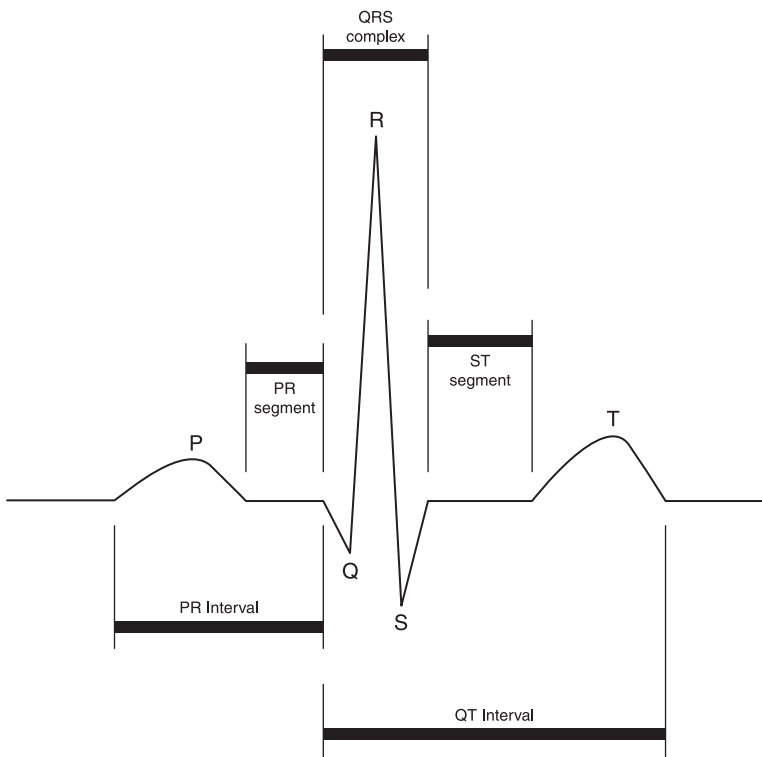 QRS
complex
R
PR
segment
ST
segment
P
T
Q
S
PR Interval
QT Interval